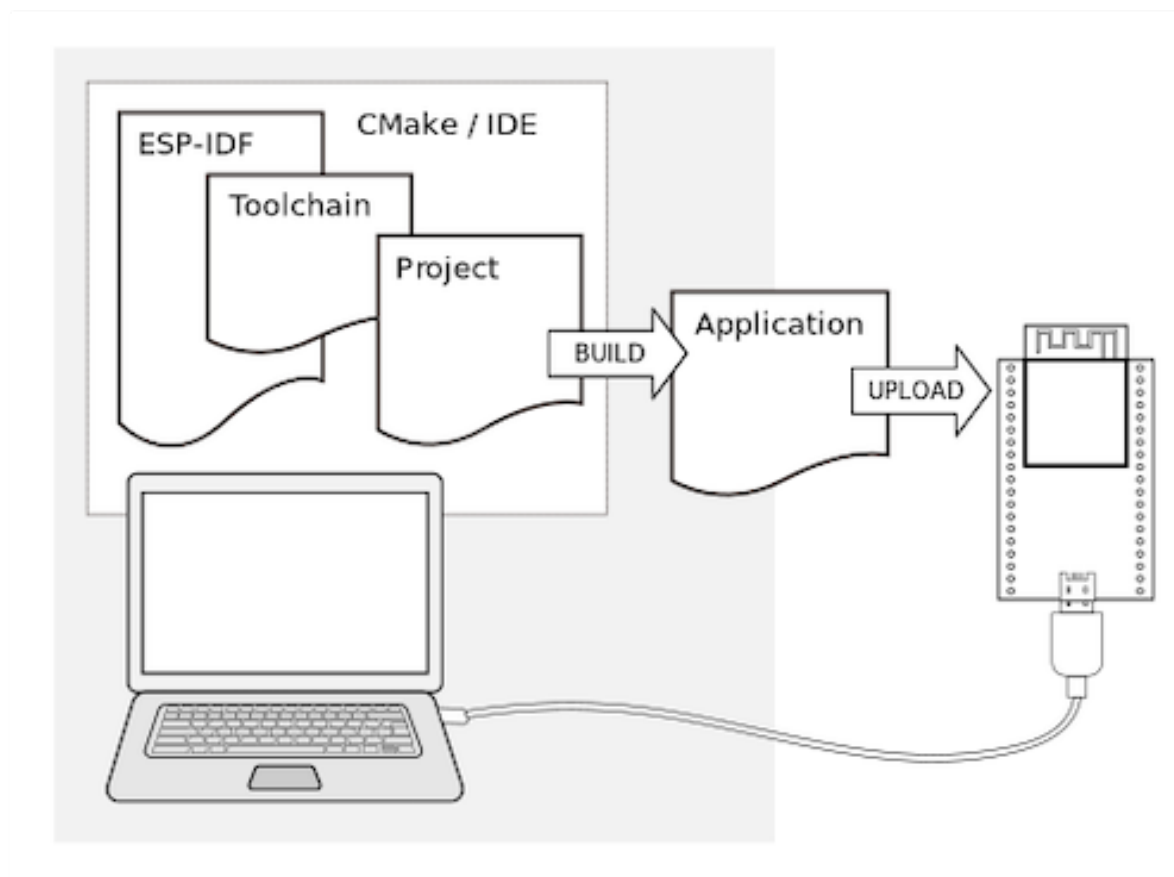 ESP-IDF
CMake / IDE
Toolchain
Project
BUILD
Application
UPLOAD